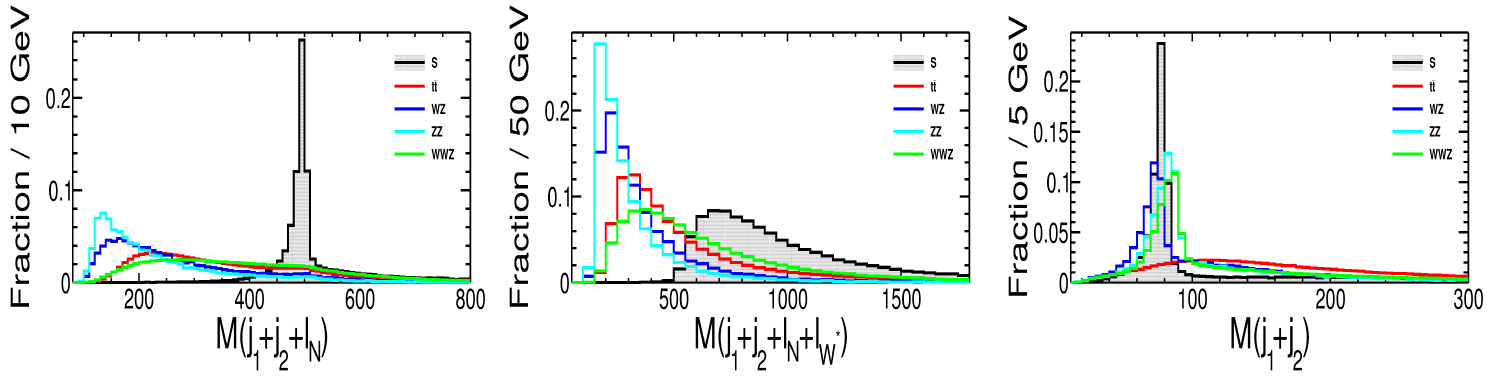 Fraction / 10 GeV
0.2
0.1
0
200
400
600
800
M(j1+j2+lN)
s
tt̄
wz
zz
wwz
Fraction / 50 GeV
0.2
0.1
0
500
1000
1500
M(j1+j2+lN+lW*)
s
tt̄
wz
zz
wwz
Fraction / 5 GeV
0.2
0.15
0.1
0.05
0
100
200
300
M(j1+j2)
s
tt̄
wz
zz
wwz